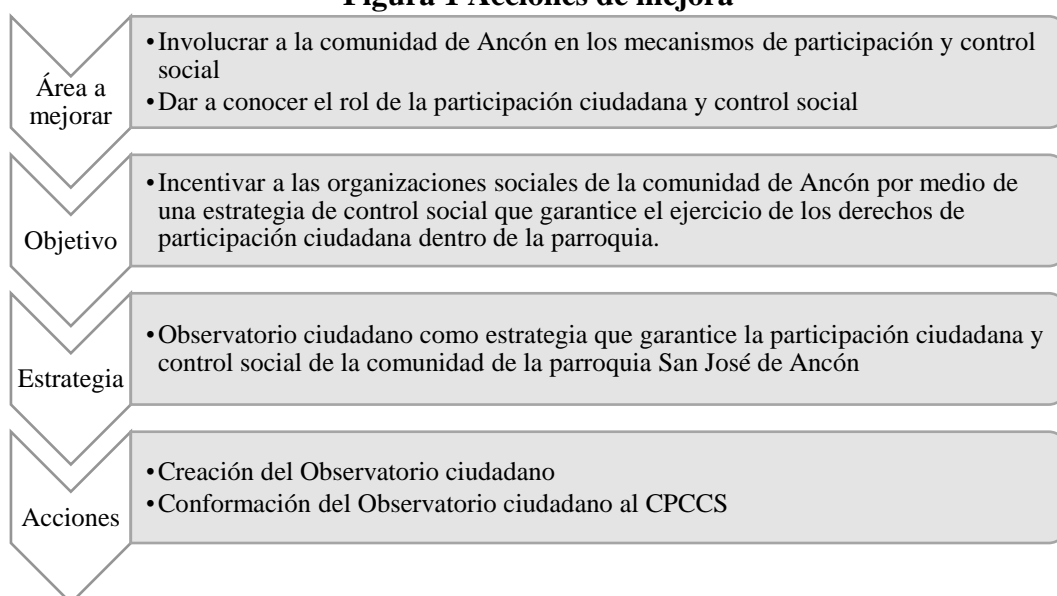 Figura 1 Acciones de mejora
Área a
mejorar
•Involucrar a la comunidad de Ancón en los mecanismos de participación y control
social
•Dar a conocer el rol de la participación ciudadana y control social
Objetivo
•Incentivar a las organizaciones sociales de la comunidad de Ancón por medio de
una estrategia de control social que garantice el ejercicio de los derechos de
participación ciudadana dentro de la parroquia.
Estrategia
•Observatorio ciudadano como estrategia que garantice la participación ciudadana y
control social de la comunidad de la parroquia San José de Ancón
Acciones
•Creación del Observatorio ciudadano
•Conformación del Observatorio ciudadano al CPCCS